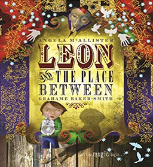 ANGELA McALLISTER
LEON
AND THE PLACE
BETWEEN
GRAHAME BAKER-SMITH